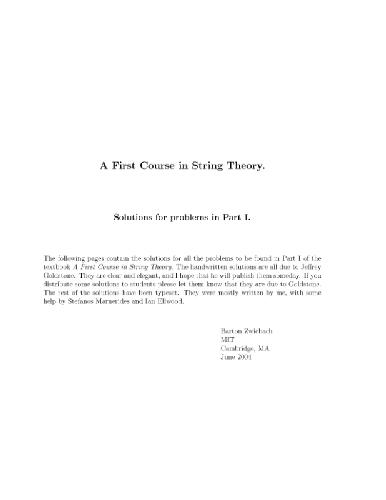 A First Course in String Theory.
Solutions for problems in Part I.
The following pages contain the solutions for all the problems to be found in Part I of the
textbook A First Course in String Theory. The handwritten solutions are all due to Jeffrey
Goldstone. They are clear and elegant, and I hope that he will publish them someday. If you
distribute some solutions to students please let them know that they are due to Goldstone.
The rest of the solutions have been typeset. They were mostly written by me, with some
help by Stefanos Marnerides and Ian Ellwood.
Barton Zwiebach
MIT
Cambridge, MA
June 2004